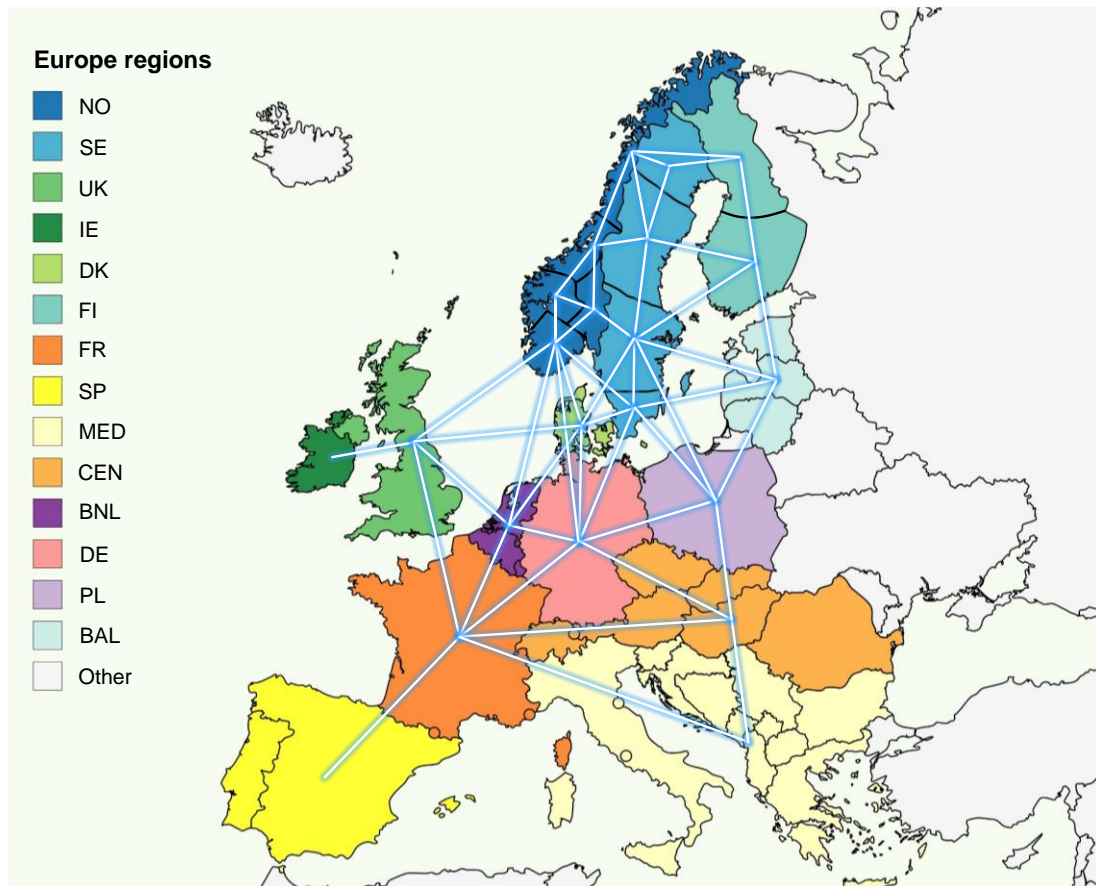 Europe regions
NO
SE
UK
IE
DK
FI
FR
SP
MED
CEN
BNL
DE
PL
BAL
Other